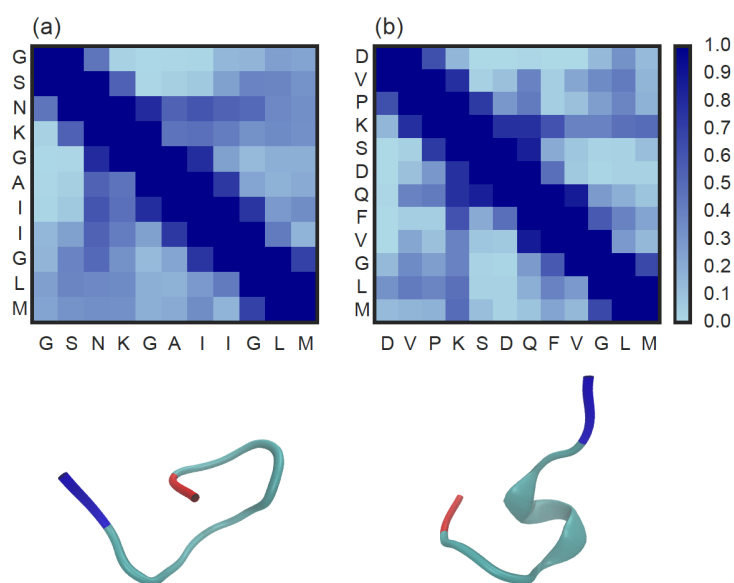 (a)
(b)
G
S
N
K
G
A
I
I
G
L
M
D
V
P
K
S
D
Q
F
V
G
L
M
1.0
0.9
0.8
0.7
0.6
0.5
0.4
0.3
0.2
0.1
0.0
G S N K G A I I G L M
D V P K S D Q F V G L M